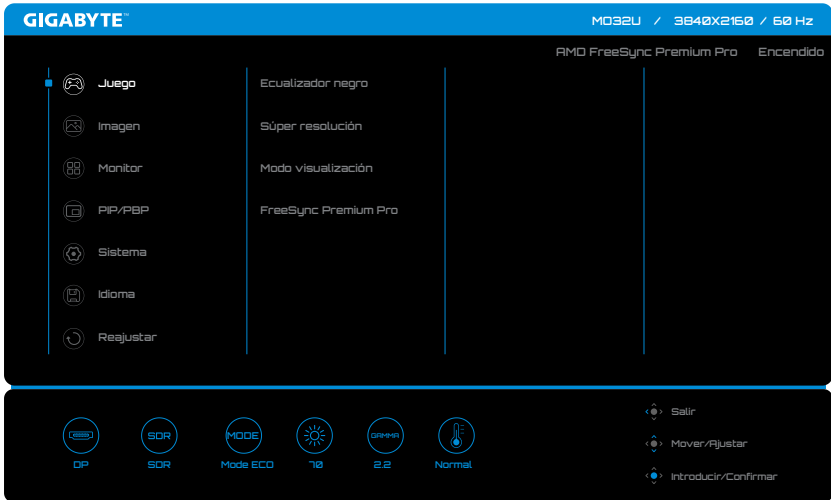 GIGABYTE™ MO32U / 3840X2160 / 60 Hz
AMD FreeSync Premium Pro Encendido
Juego
Imagen
Monitor
PIP/PBP
Sistema
Idioma
Reajustar
Ecualizador negro
Súper resolución
Modo visualización
FreeSync Premium Pro
DP
SDR
SDR
MODE
Mode ECO
70
GAMMA
2.2
Normal
Salir
Mover/Ajustar
Introducir/Confirmar